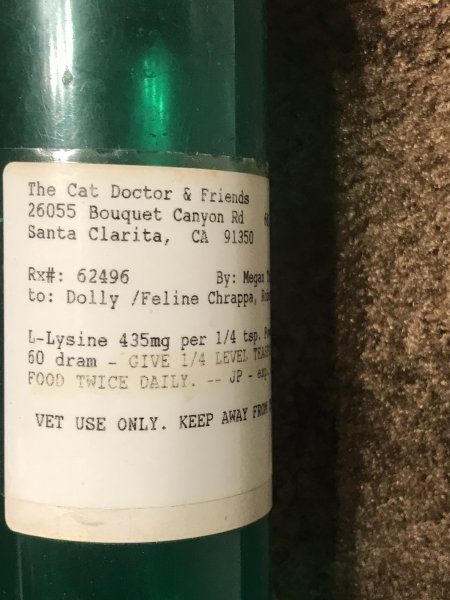 The Cat Doctor & Friends
26055 Bouquet Canyon Rd
Santa Clarita, CA 91350
Rx#: 62496 By: Megan
to: Dolly /Feline Chrappa,
L-Lysine 435mg per 1/4 tsp.
60 dram - GIVE 1/4 LEVEL
FOOD TWICE DAILY. -- JP - exp.
VET USE ONLY. KEEP AWAY FROM